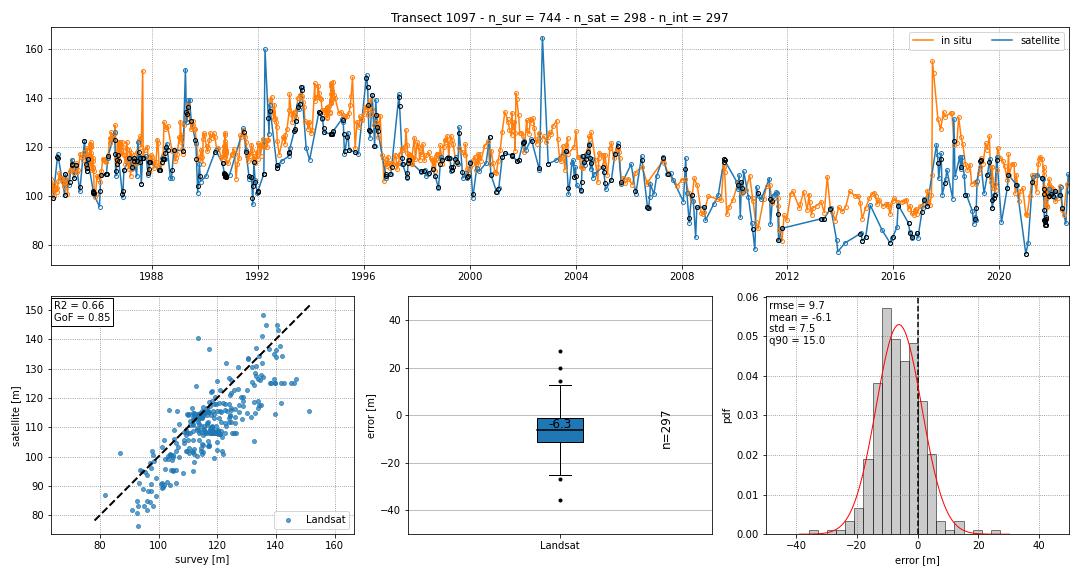 Transect 1097 - n_sur = 744 - n_sat = 298 - n_int = 297
in situ
satellite
160
140
120
100
80
1988
1992
1996
2000
2004
2008
2012
2016
2020
R2 = 0.66
GoF = 0.85
150
140
130
120
110
100
90
80
satellite [m]
80
100
120
140
160
survey [m]
Landsat
40
20
0
−20
−40
error [m]
-6.3
n=297
Landsat
rmse = 9.7
mean = -6.1
std = 7.5
q90 = 15.0
0.06
0.05
0.04
0.03
0.02
0.01
0.00
pdf
−40
−20
0
20
40
error [m]